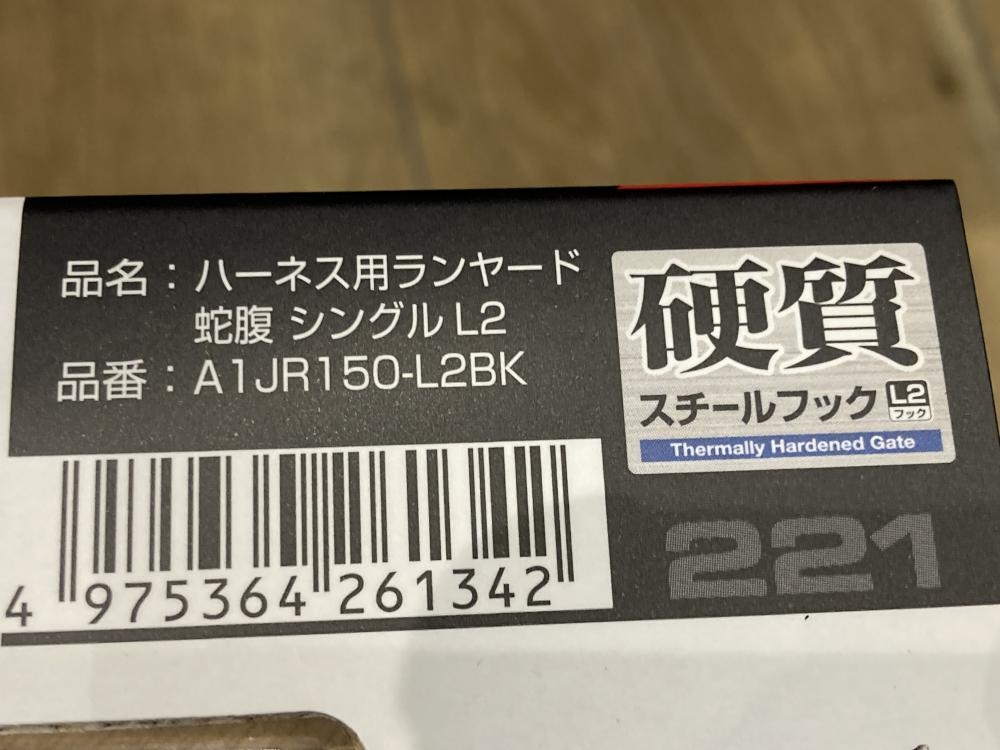 品名：ハーネス用ランヤード
蛇腹 シングル L2
品番：A1JR150-L2BK
硬質
スチールフック L2 フック
Thermally Hardened Gate
221
4 975364 261342